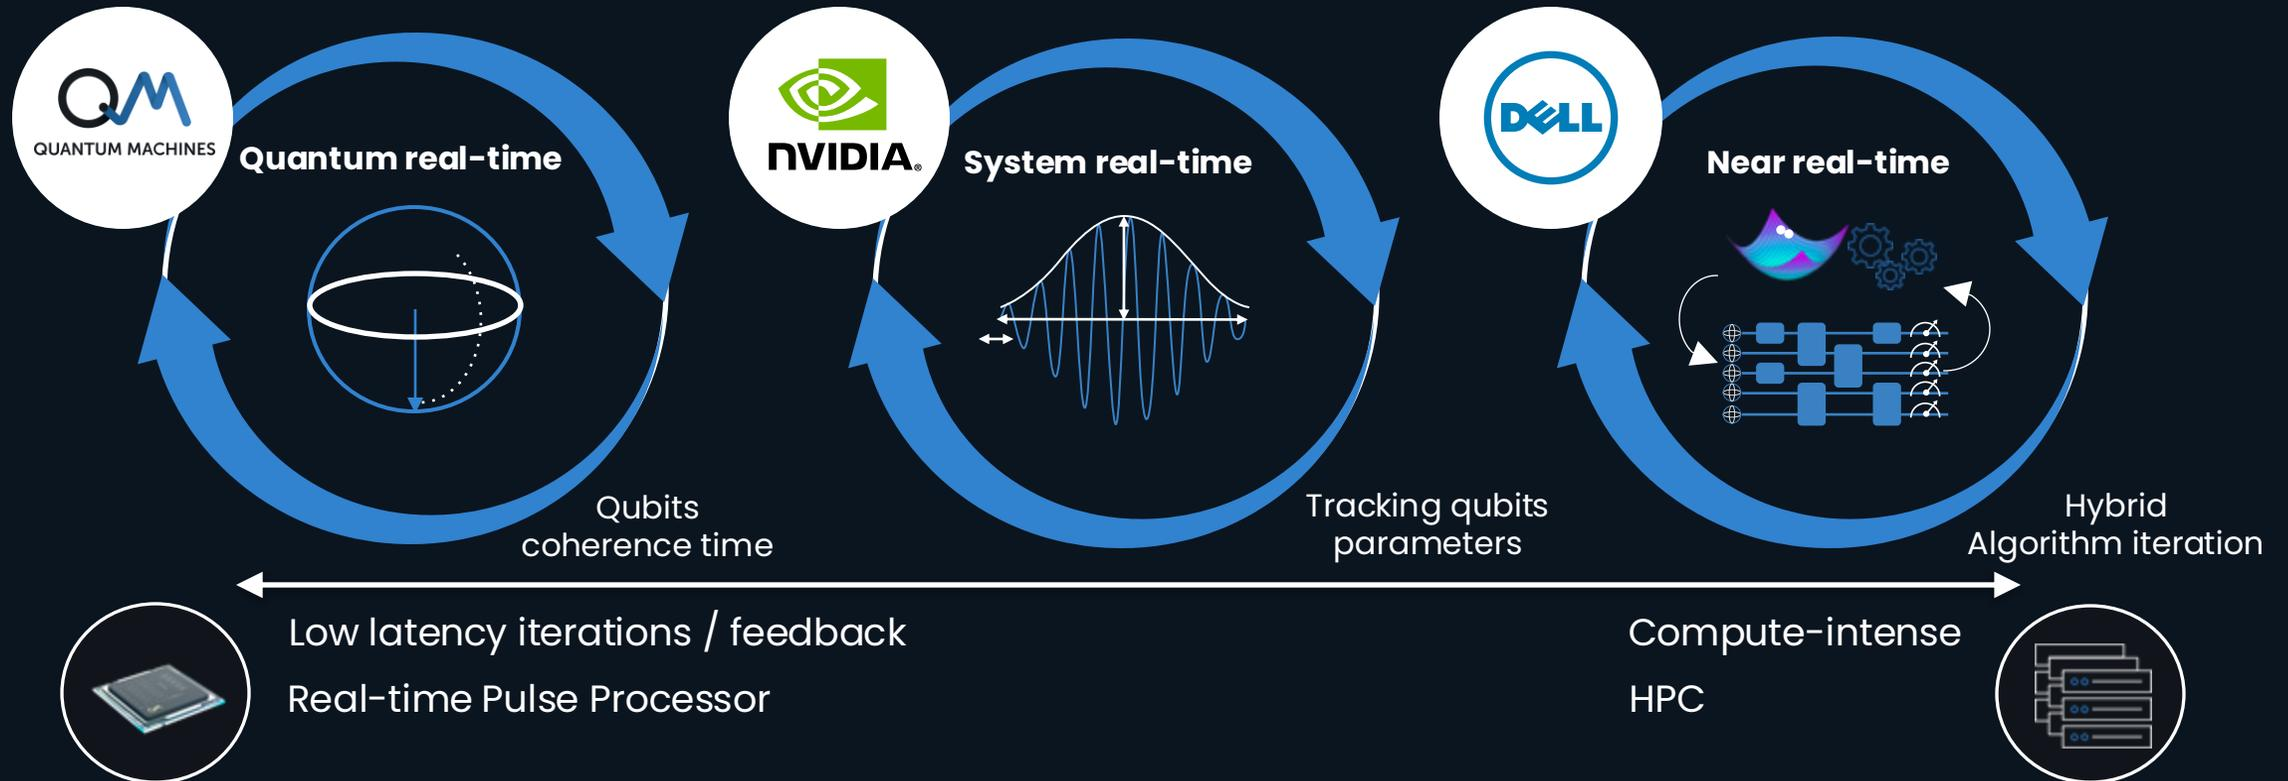 QM
QUANTUM MACHINES
Quantum real-time
Qubits
coherence time
NVIDIA®
System real-time
Tracking qubits
parameters
DELL
Near real-time
Hybrid
Algorithm iteration
Low latency iterations / feedback
Real-time Pulse Processor
Compute-intense
HPC